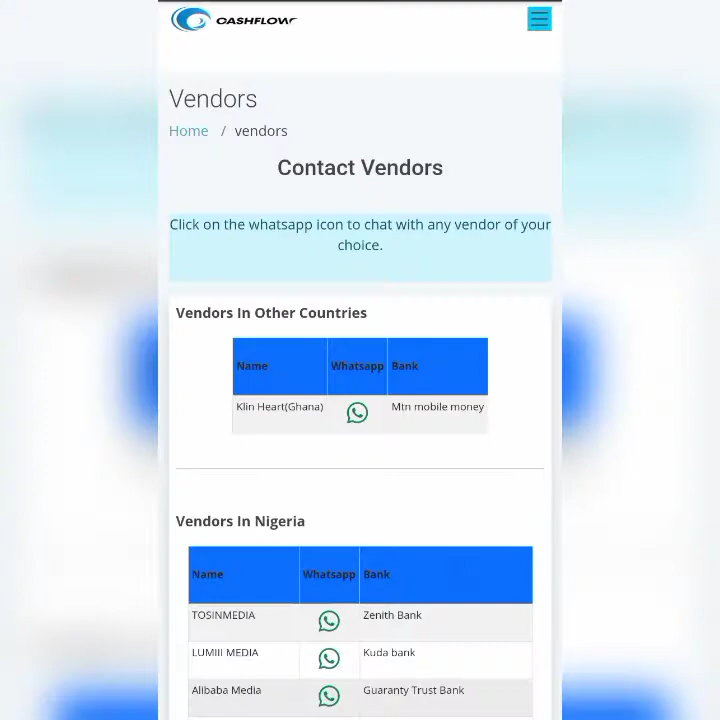 CASHFLOW
Vendors
Home / vendors
Contact Vendors
Click on the whatsapp icon to chat with any vendor of your
choice.
Vendors In Other Countries
Name Whatsapp Bank
Klin Heart(Ghana) Mtn mobile money
Vendors In Nigeria
Name Whatsapp Bank
TOSINMEDIA Zenith Bank
LUMIII MEDIA Kuda bank
Alibaba Media Guaranty Trust Bank